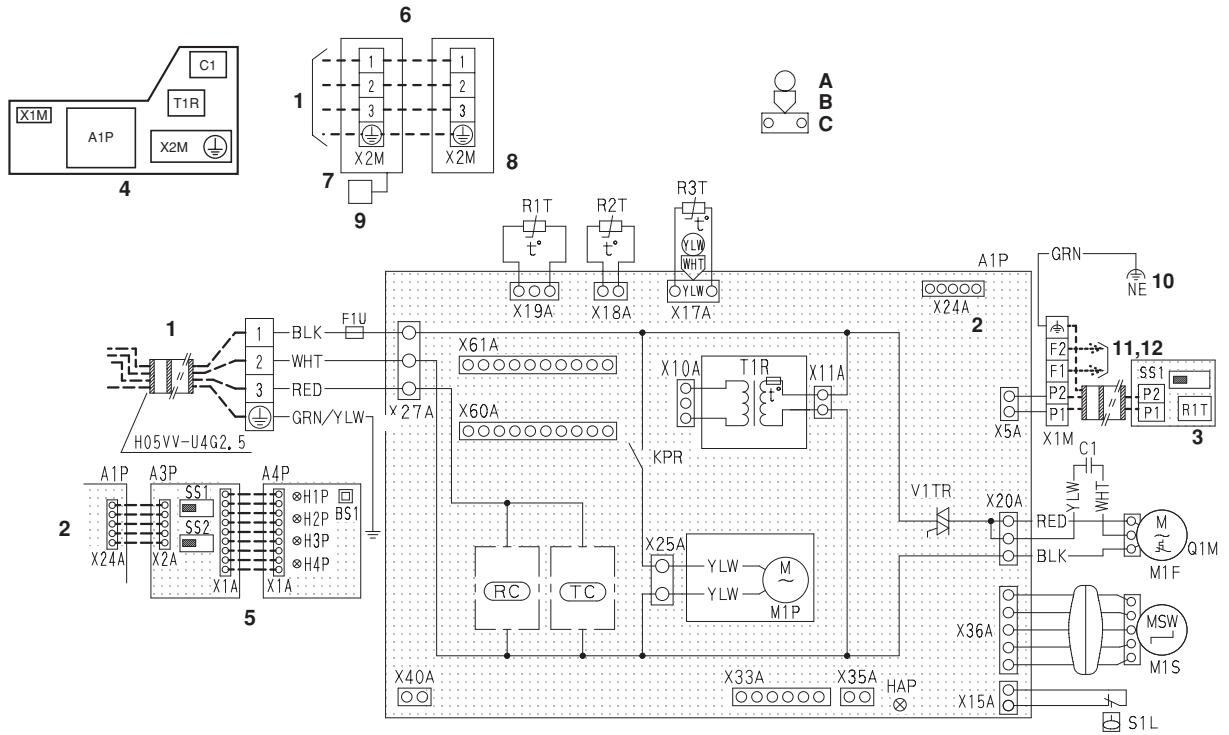 6
C1
X1M
T1R
A1P
X2M
4
1
1
1
2
2
3
3
X2M
X2M
7
8
9
A
B
C
R1T
t°
X19A
R2T
t°
X18A
R3T
t°
YLW
WHT
YLW
X17A
A1P
X24A
2
GRN
NE
10
F2
F1
P2
P1
X1M
11,12
SS1
P2
P1
R1T
3
X5A
1
1
BLK
F1U
2
WHT
3
RED
GRN/YLW
H05VV-U4G2.5
X27A
X61A
X60A
X10A
T1R
t°
X11A
KPR
V1TR
C1
YLW
WHT
X20A
RED
BLK
M
~
Q1M
M1F
2
A1P
X24A
A3P
SS1
SS2
X2A
X1A
A4P
H1P
H2P
H3P
H4P
BS1
X1A
5
RC
TC
X25A
YLW
YLW
M
~
M1P
X36A
MSW
M1S
X40A
X33A
X35A
HAP
X15A
S1L